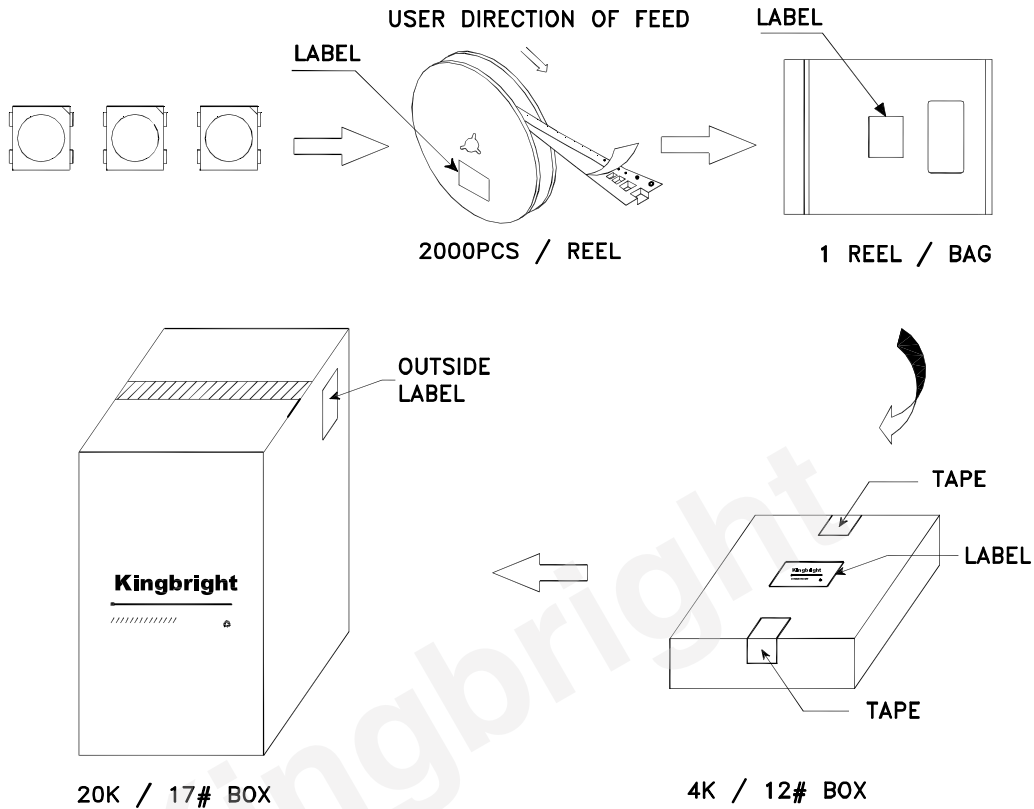 USER DIRECTION OF FEED
LABEL
LABEL
2000PCS / REEL
1 REEL / BAG
OUTSIDE
LABEL
TAPE
LABEL
Kingbright
Kingbright
TAPE
20K / 17# BOX
4K / 12# BOX
Kingbright